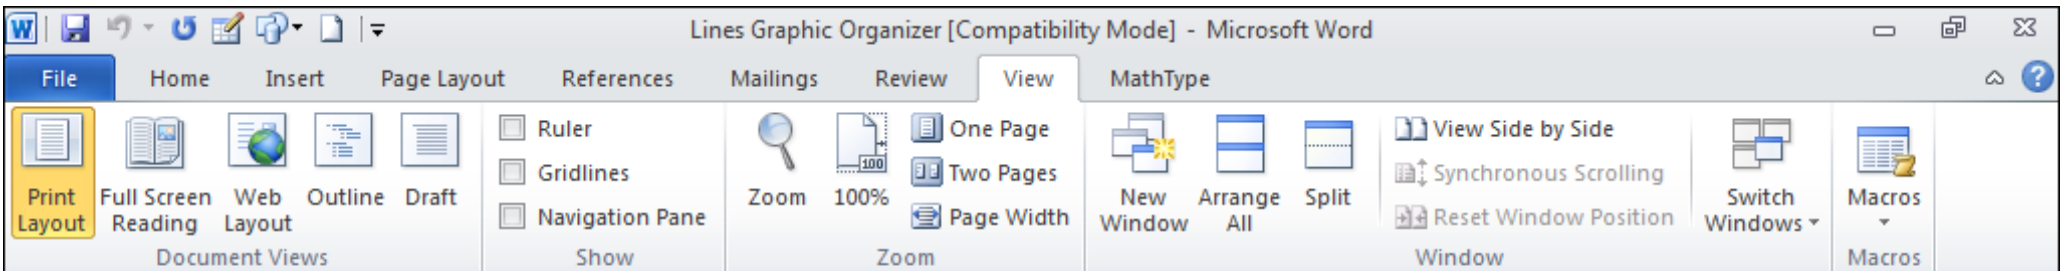 Lines Graphic Organizer [Compatibility Mode] - Microsoft Word
File Home Insert Page Layout References Mailings Review View MathType
Print Layout
Full Screen Reading
Web Layout
Outline
Draft
Document Views
Ruler
Gridlines
Navigation Pane
Show
Zoom
100
100%
One Page
Two Pages
Page Width
Zoom
New Window
Arrange All
Split
View Side by Side
Synchronous Scrolling
Reset Window Position
Switch Windows
Window
Macros
Macros